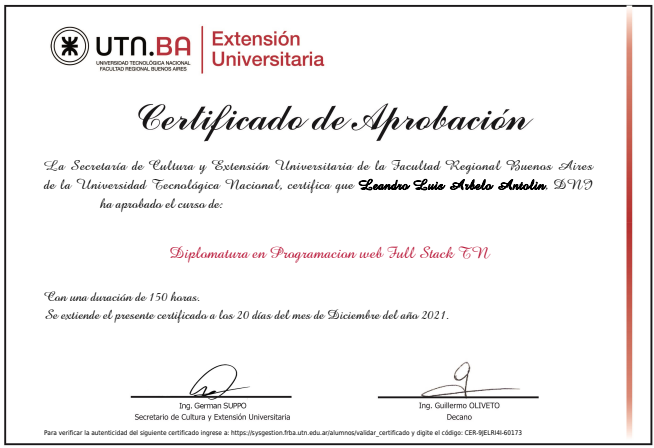 UTN.BA
UNIVERSIDAD TECNOLÓGICA NACIONAL
FACULTAD REGIONAL BUENOS AIRES
Extensión
Universitaria
Certificado de Aprobación
La Secretaría de Cultura y Extensión Universitaria de la Facultad Regional Buenos Aires
de la Universidad Tecnológica Nacional, certifica que Leandro Luis Arbelo Antolin, DNI
ha aprobado el curso de:
Diplomatura en Programacion web Full Stack TN
Con una duración de 150 horas.
Se extiende el presente certificado a los 20 días del mes de Diciembre del año 2021.
Ing. German SUPPO
Secretario de Cultura y Extensión Universitaria
Ing. Guillermo OLIVETO
Decano
Para verificar la autenticidad del siguiente certificado ingrese a: https://sysgestion.frba.utn.edu.ar/alumnos/validar_certificado y digite el código: CER-9JELRI4I-60173